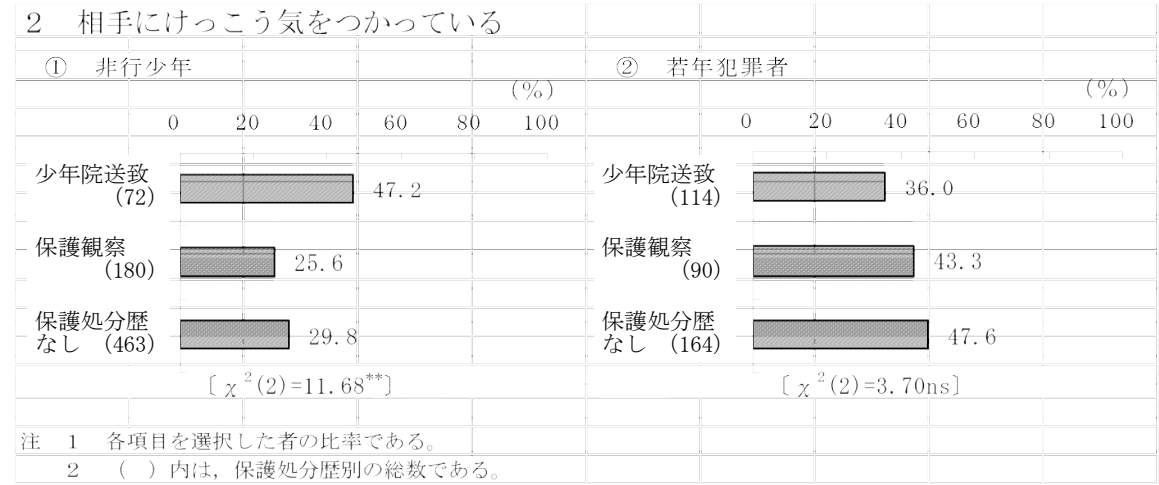 ２　相手にけっこう気をつかっている
①　非行少年
(％)
0 20 40 60 80 100
少年院送致
(72)
47.2
保護観察
(180)
25.6
保護処分歴
なし　(463)
29.8
〔χ²(2)=11.68**〕
②　若年犯罪者
(％)
0 20 40 60 80 100
少年院送致
(114)
36.0
保護観察
(90)
43.3
保護処分歴
なし　(164)
47.6
〔χ²(2)=3.70ns〕
注　１　各項目を選択した者の比率である。
２　（　）内は，保護処分歴別の総数である。